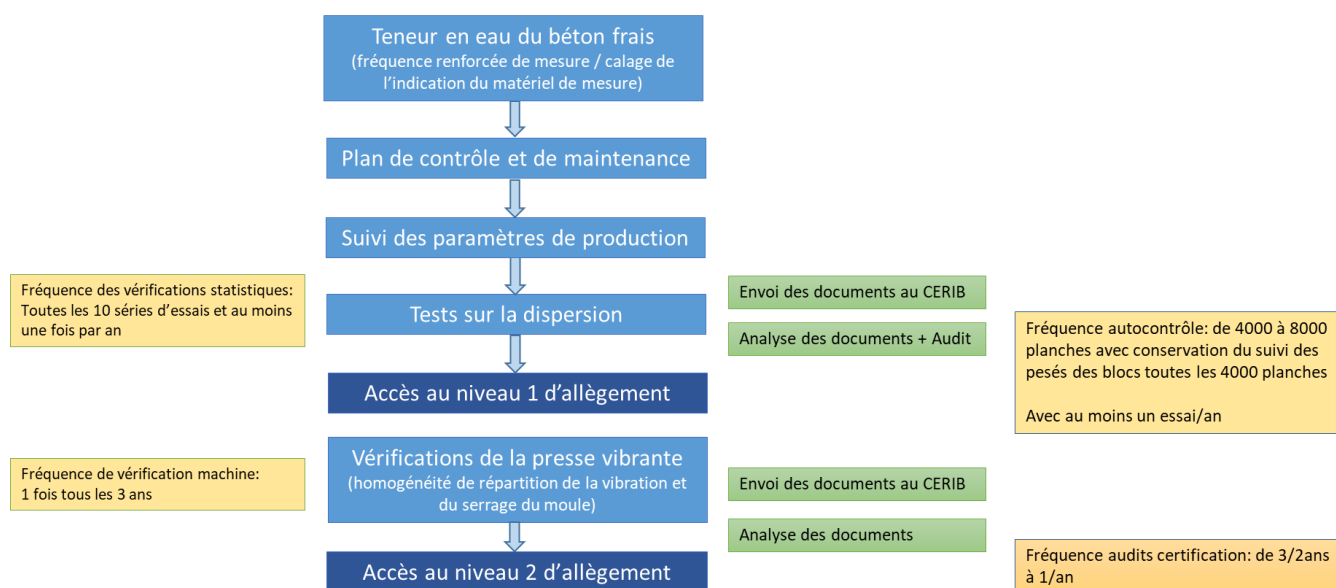 Teneur en eau du béton frais
(fréquence renforcée de mesure / calage de
l'indication du matériel de mesure)
Plan de contrôle et de maintenance
Suivi des paramètres de production
Fréquence des vérifications statistiques:
Toutes les 10 séries d'essais et au moins
une fois par an
Tests sur la dispersion
Envoi des documents au CERIB
Analyse des documents + Audit
Fréquence autocontrôle: de 4000 à 8000
planches avec conservation du suivi des
pesés des blocs toutes les 4000 planches
Avec au moins un essai/an
Accès au niveau 1 d'allègement
Fréquence de vérification machine:
1 fois tous les 3 ans
Vérifications de la presse vibrante
(homogénéité de répartition de la vibration et
du serrage du moule)
Envoi des documents au CERIB
Analyse des documents
Accès au niveau 2 d'allègement
Fréquence audits certification: de 3/2ans
à 1/an